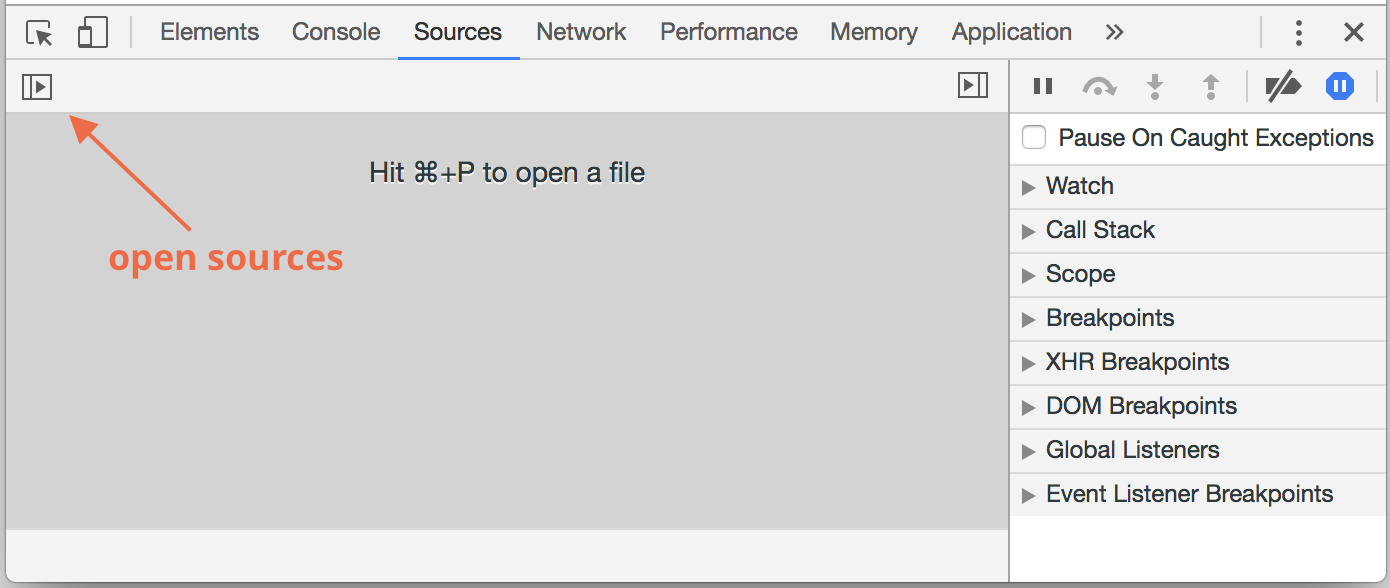 Elements Console Sources Network Performance Memory Application »
Hit ⌘+P to open a file
open sources
Pause On Caught Exceptions
Watch
Call Stack
Scope
Breakpoints
XHR Breakpoints
DOM Breakpoints
Global Listeners
Event Listener Breakpoints